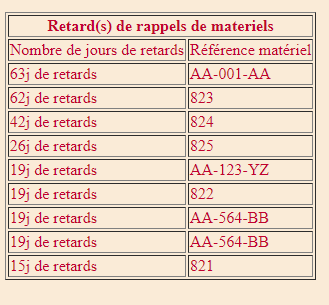 Retard(s) de rappels de materiels
Nombre de jours de retards Référence matériel
63j de retards AA-001-AA
62j de retards 823
42j de retards 824
26j de retards 825
19j de retards AA-123-YZ
19j de retards 822
19j de retards AA-564-BB
19j de retards AA-564-BB
15j de retards 821